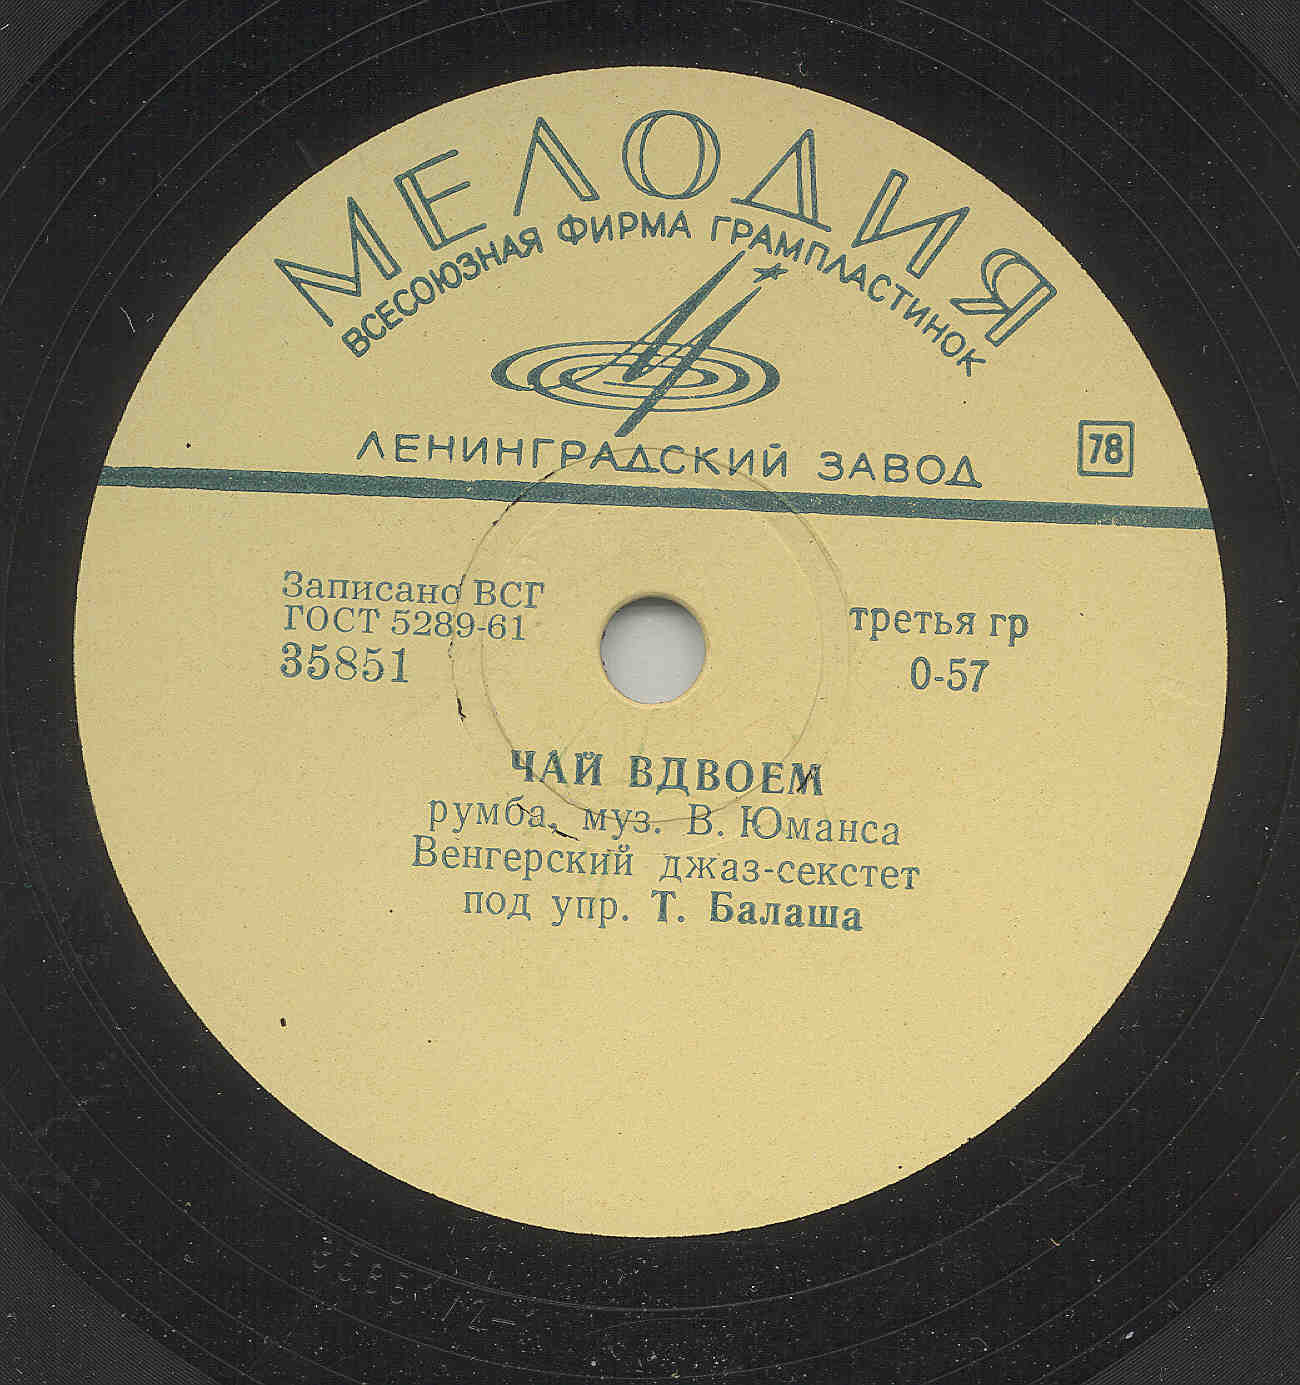 МЕЛОДИЯ
ВСЕСОЮЗНАЯ ФИРМА ГРАМПЛАСТИНОК
ЛЕНИНГРАДСКИЙ ЗАВОД
78
Записано ВСГ
ГОСТ 5289-61
35851
третья гр
0-57
ЧАЙ ВДВОЕМ
румба, муз. В. Юманса
Венгерский джаз-секстет
под упр. Т. Балаша